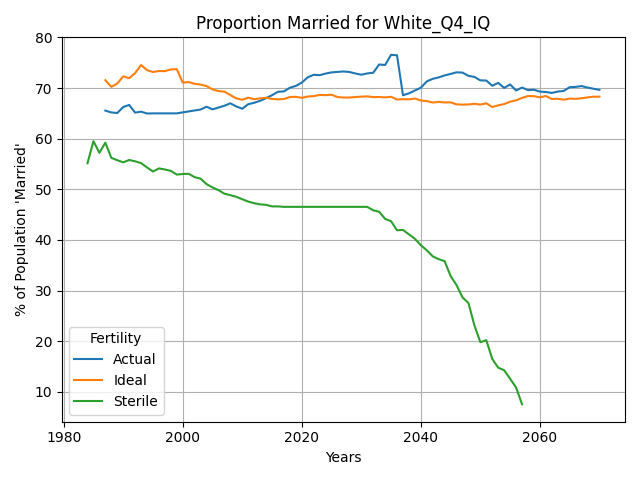 Proportion Married for White_Q4_IQ
% of Population 'Married'
80
70
60
50
40
30
20
10
Fertility
Actual
Ideal
Sterile
1980 2000 2020 2040 2060
Years